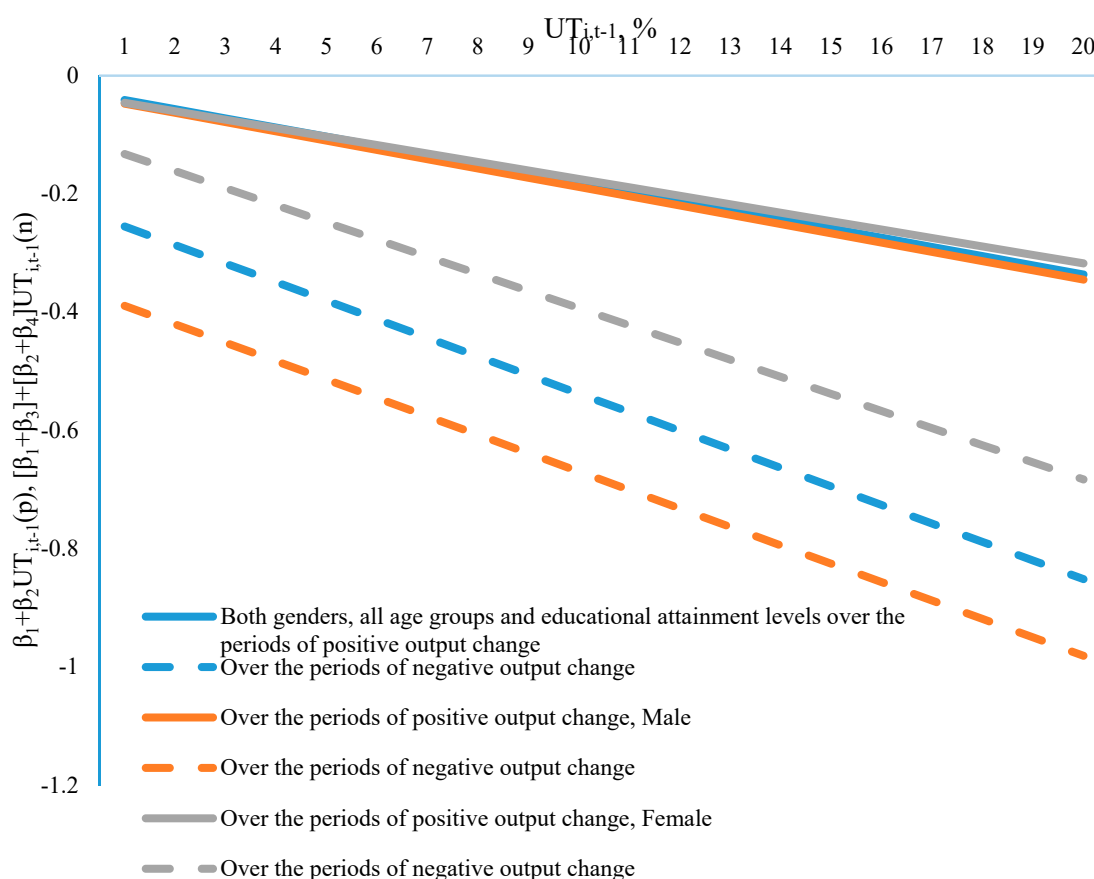 UTi,t-1, %
1 2 3 4 5 6 7 8 9 10 11 12 13 14 15 16 17 18 19 20
0
-0.2
-0.4
-0.6
-0.8
-1
-1.2
β1+β2UTi,t-1(p), [β1+β3]+[β2+β4]UTi,t-1(n)
Both genders, all age groups and educational attainment levels over the
periods of positive output change
Over the periods of negative output change
Over the periods of positive output change, Male
Over the periods of negative output change
Over the periods of positive output change, Female
Over the periods of negative output change